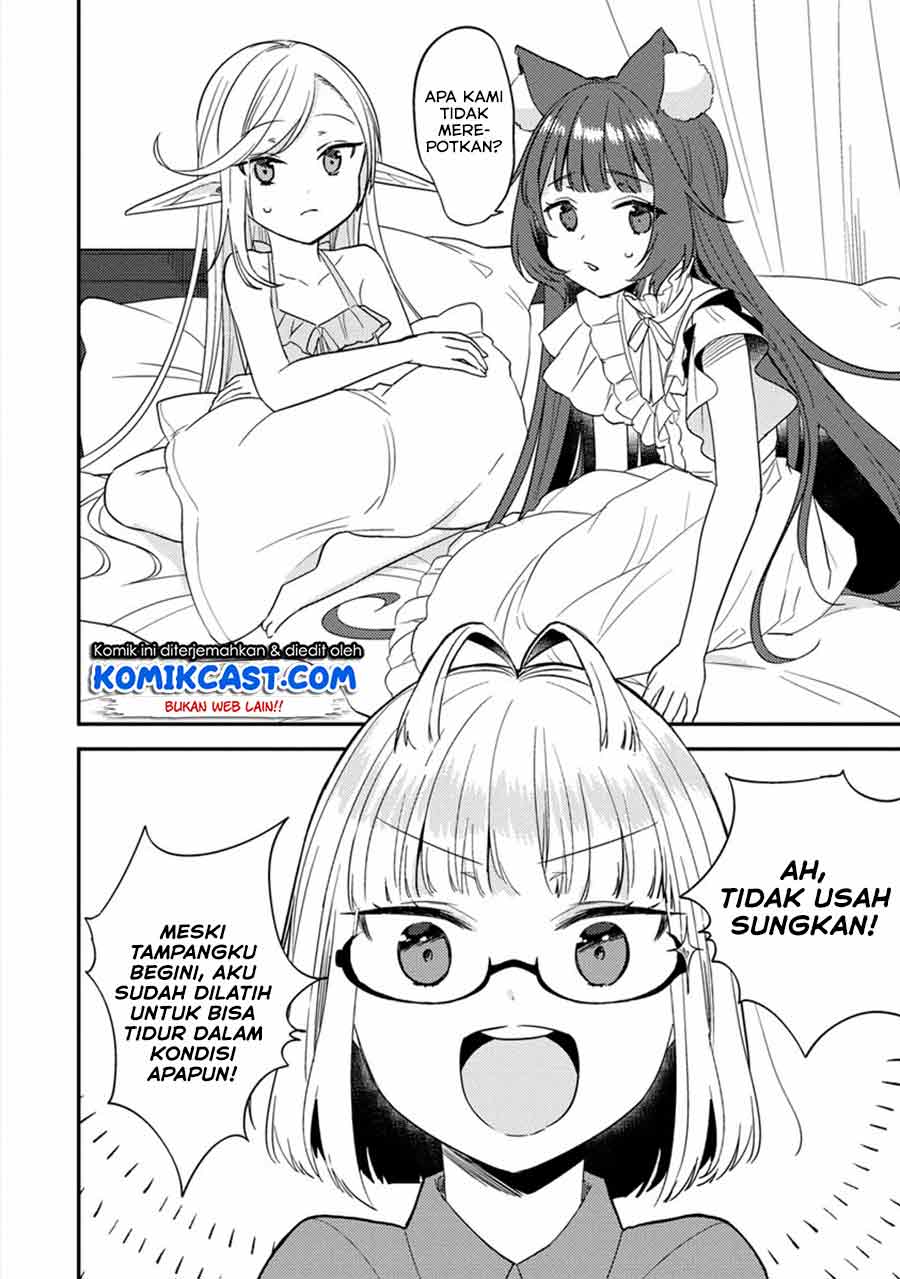 APA KAMI
TIDAK
MERE-
POTKAN?
Komik ini diterjemahkan & diedit oleh
KOMIKCAST.COM
BUKAN WEB LAIN!!
AH,
TIDAK USAH
SUNGKAN!
MESKI
TAMPANGKU
BEGINI, AKU
SUDAH DILATIH
UNTUK BISA
TIDUR DALAM
KONDISI
APAPUN!